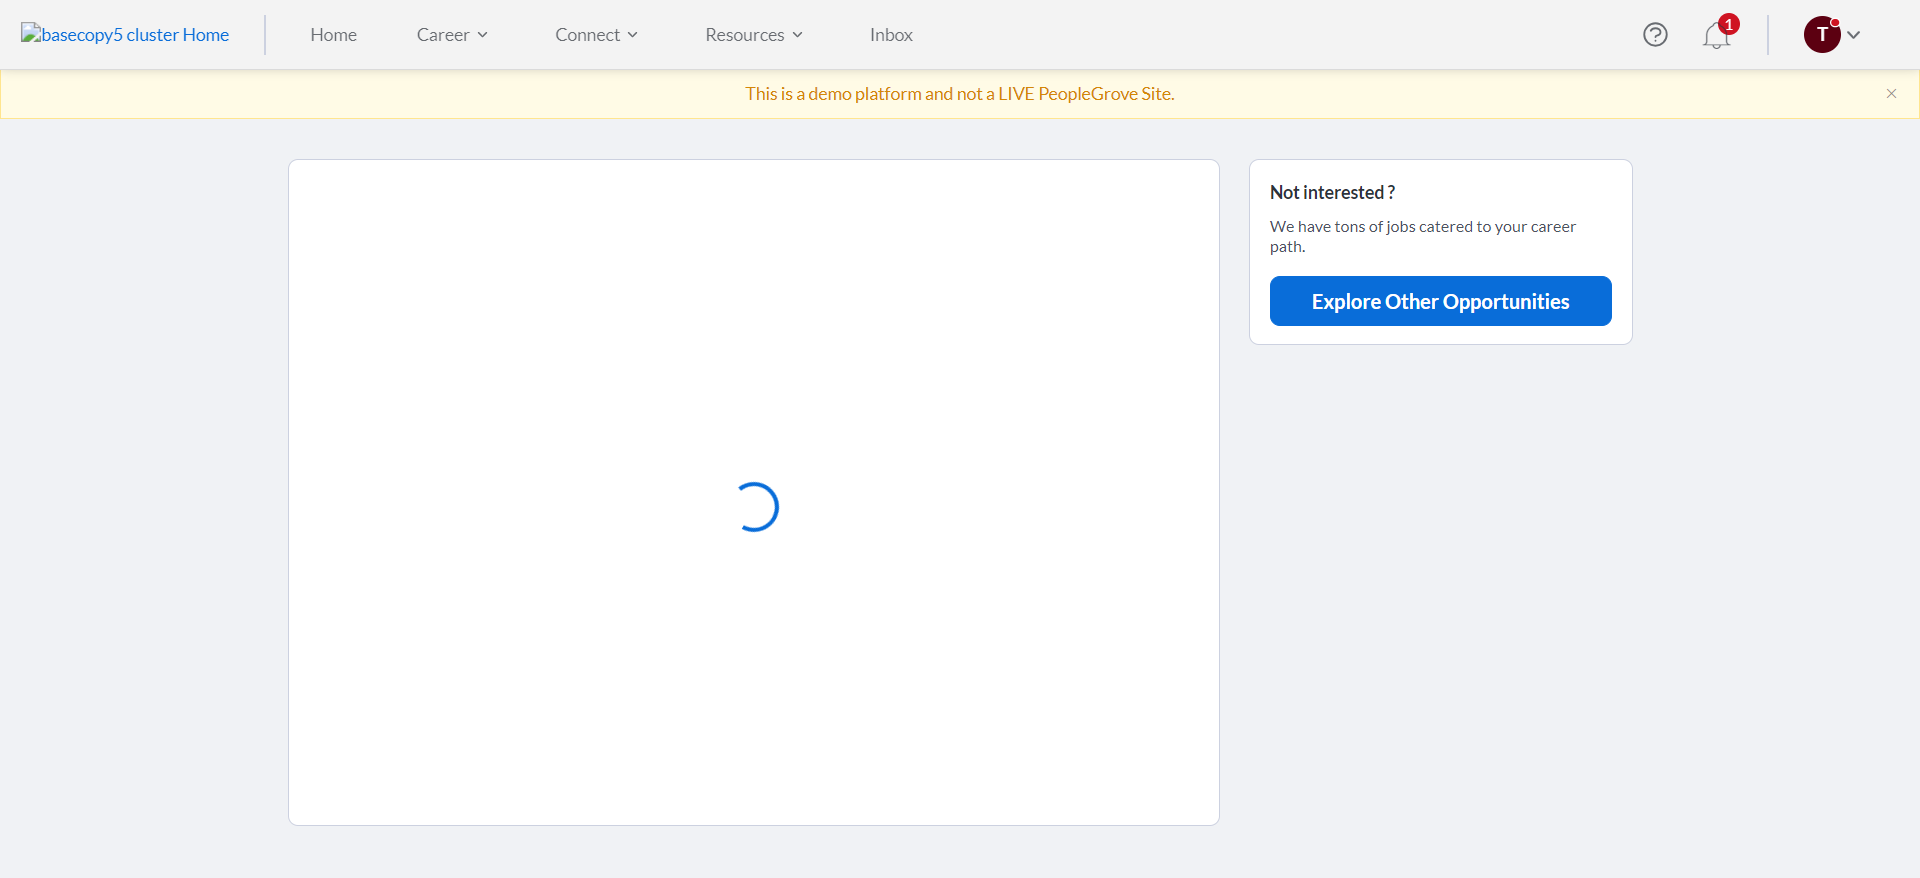 basecopy5 cluster Home
Home
Career
Connect
Resources
Inbox
1
T
This is a demo platform and not a LIVE PeopleGrove Site.
Not interested ?
We have tons of jobs catered to your career
path.
Explore Other Opportunities